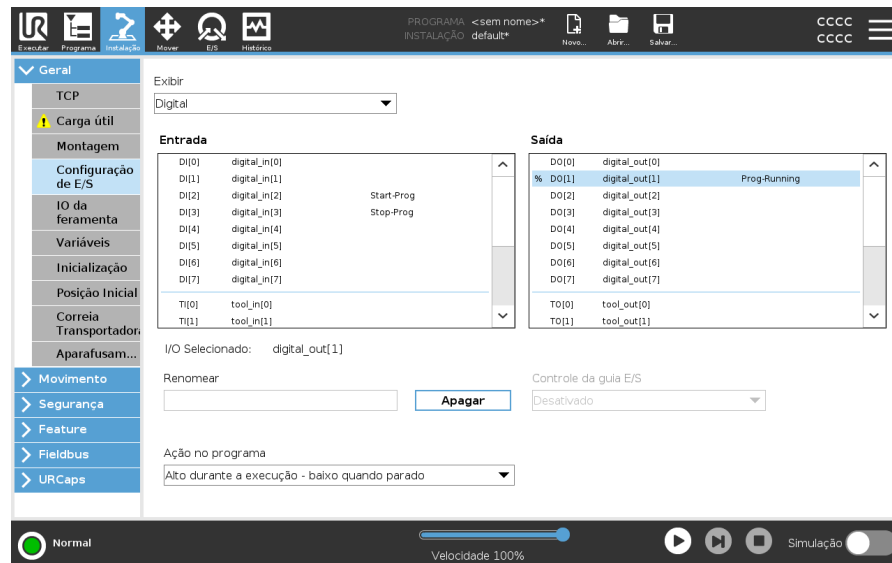 UR
Executar Programa Instalação Mover E/S Histórico
PROGRAMA <sem nome>*
INSTALAÇÃO default*
Novo... Abrir... Salvar...
CCCC
CCCC
Geral
TCP
Carga útil
Montagem
Configuração
de E/S
IO da
feramenta
Variáveis
Inicialização
Posição Inicial
Correia
Transportador
Aparafusam...
Movimento
Segurança
Feature
Fieldbus
URCaps
Exibir
Digital
Entrada
DI[0] digital_in[0]
DI[1] digital_in[1]
DI[2] digital_in[2] Start-Prog
DI[3] digital_in[3] Stop-Prog
DI[4] digital_in[4]
DI[5] digital_in[5]
DI[6] digital_in[6]
DI[7] digital_in[7]
TI[0] tool_in[0]
TI[1] tool_in[1]
Saída
DO[0] digital_out[0]
% DO[1] digital_out[1] Prog-Running
DO[2] digital_out[2]
DO[3] digital_out[3]
DO[4] digital_out[4]
DO[5] digital_out[5]
DO[6] digital_out[6]
DO[7] digital_out[7]
TO[0] tool_out[0]
TO[1] tool_out[1]
I/O Selecionado: digital_out[1]
Renomear
Apagar
Controle da guia E/S
Desativado
Ação no programa
Alto durante a execução - baixo quando parado
Normal
Velocidade 100%
Simulação